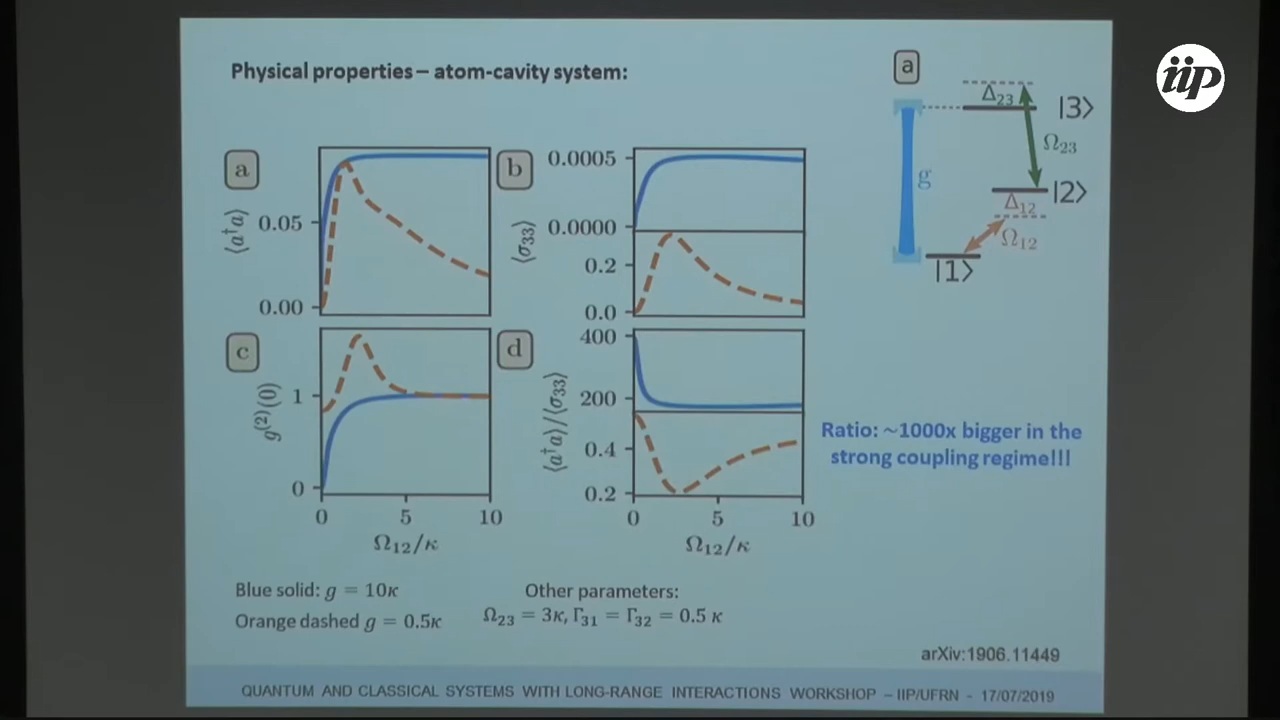 iip
Physical properties – atom-cavity system:
a
Δ23
|3>
Ω23
g
|2>
Δ12
Ω12
|1>
a
⟨a†a⟩
0.05
0.00
b
⟨σ33⟩
0.0005
0.0000
0.2
0.0
c
g(2)(0)
1
0
0
5
10
Ω12/κ
d
⟨a†a⟩/⟨σ33⟩
400
200
0.4
0.2
0
5
10
Ω12/κ
Ratio: ~1000x bigger in the
strong coupling regime!!!
Blue solid: g = 10κ
Orange dashed g = 0.5κ
Other parameters:
Ω23 = 3κ, Γ31 = Γ32 = 0.5 κ
arXiv:1906.11449
QUANTUM AND CLASSICAL SYSTEMS WITH LONG-RANGE INTERACTIONS WORKSHOP – IIP/UFRN - 17/07/2019